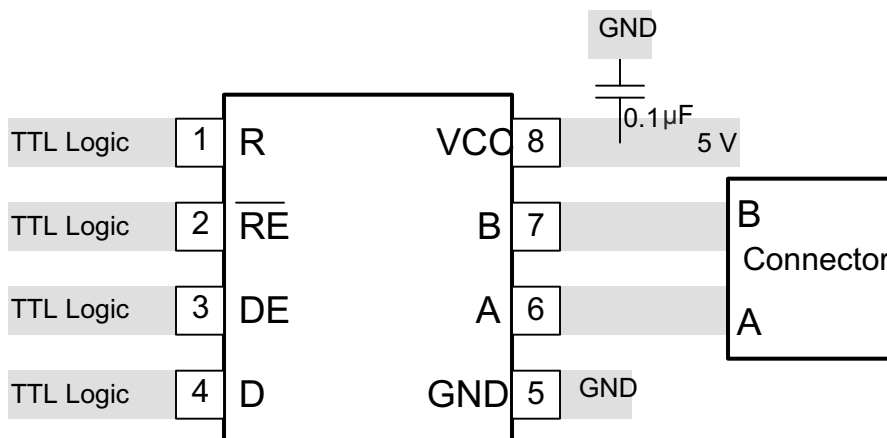 GND
0.1µF
TTL Logic 1 R VCC 8 5 V
TTL Logic 2 R̅E̅ B 7 B
Connector
TTL Logic 3 DE A 6 A
TTL Logic 4 D GND 5 GND